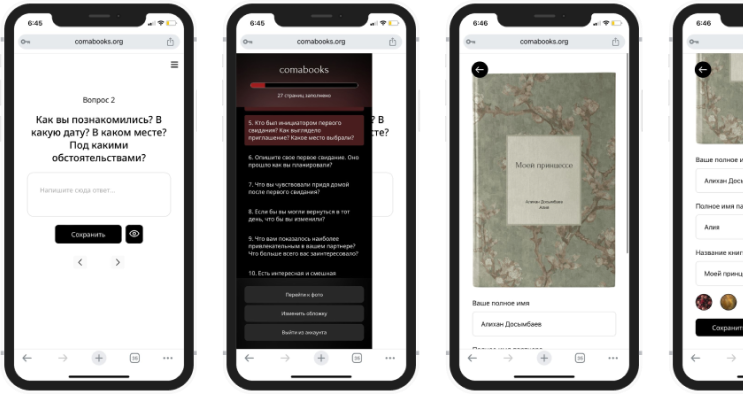 6:45
comabooks.org
Вопрос 2
Как вы познакомились? В
какую дату? В каком месте?
Под какими
обстоятельствами?
Напишите сюда ответ...
Сохранить
36
6:45
comabooks.org
comabooks
27 страниц заполнено
5. Кто был инициатором первого
свидания? Как выглядело
приглашение? Какое место выбрали?
6. Опишите свое первое свидание. Оно
прошло как вы планировали?
7. Что вы чувствовали придя домой
после первого свидания?
8. Если бы вы могли вернуться в тот
день, что бы вы изменили?
9. Что вам показалось наиболее
привлекательным в вашем партнере?
Что больше всего вас заинтересовало?
10. Есть интересная и смешная
? В
сте?
Перейти к фото
Изменить обложку
Выйти из аккаунта
36
6:46
comabooks.org
Моей принцессе
Алихан Досымбаев
Алия
Ваше полное имя
Алихан Досымбаев
36
6:46
Ваше полное и
Алихан Досы
Полное имя па
Алия
Название книг
Моей принц
Сохранит